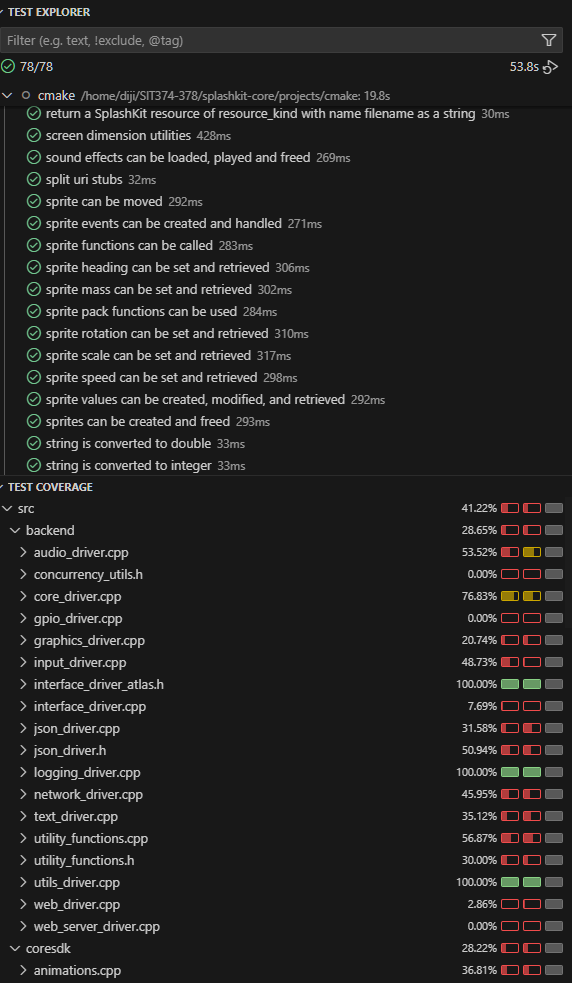 TEST EXPLORER
Filter (e.g. text, !exclude, @tag)
78/78 53.8s
cmake /home/diji/SIT374-378/splashkit-core/projects/cmake: 19.8s
return a SplashKit resource of resource_kind with name filename as a string 30ms
screen dimension utilities 428ms
sound effects can be loaded, played and freed 269ms
split uri stubs 32ms
sprite can be moved 292ms
sprite events can be created and handled 271ms
sprite functions can be called 283ms
sprite heading can be set and retrieved 306ms
sprite mass can be set and retrieved 302ms
sprite pack functions can be used 284ms
sprite rotation can be set and retrieved 310ms
sprite scale can be set and retrieved 317ms
sprite speed can be set and retrieved 298ms
sprite values can be created, modified, and retrieved 292ms
sprites can be created and freed 293ms
string is converted to double 33ms
string is converted to integer 33ms
TEST COVERAGE
src 41.22%
backend 28.65%
audio_driver.cpp 53.52%
concurrency_utils.h 0.00%
core_driver.cpp 76.83%
gpio_driver.cpp 0.00%
graphics_driver.cpp 20.74%
input_driver.cpp 48.73%
interface_driver_atlas.h 100.00%
interface_driver.cpp 7.69%
json_driver.cpp 31.58%
json_driver.h 50.94%
logging_driver.cpp 100.00%
network_driver.cpp 45.95%
text_driver.cpp 35.12%
utility_functions.cpp 56.87%
utility_functions.h 30.00%
utils_driver.cpp 100.00%
web_driver.cpp 2.86%
web_server_driver.cpp 0.00%
coresdk 28.22%
animations.cpp 36.81%